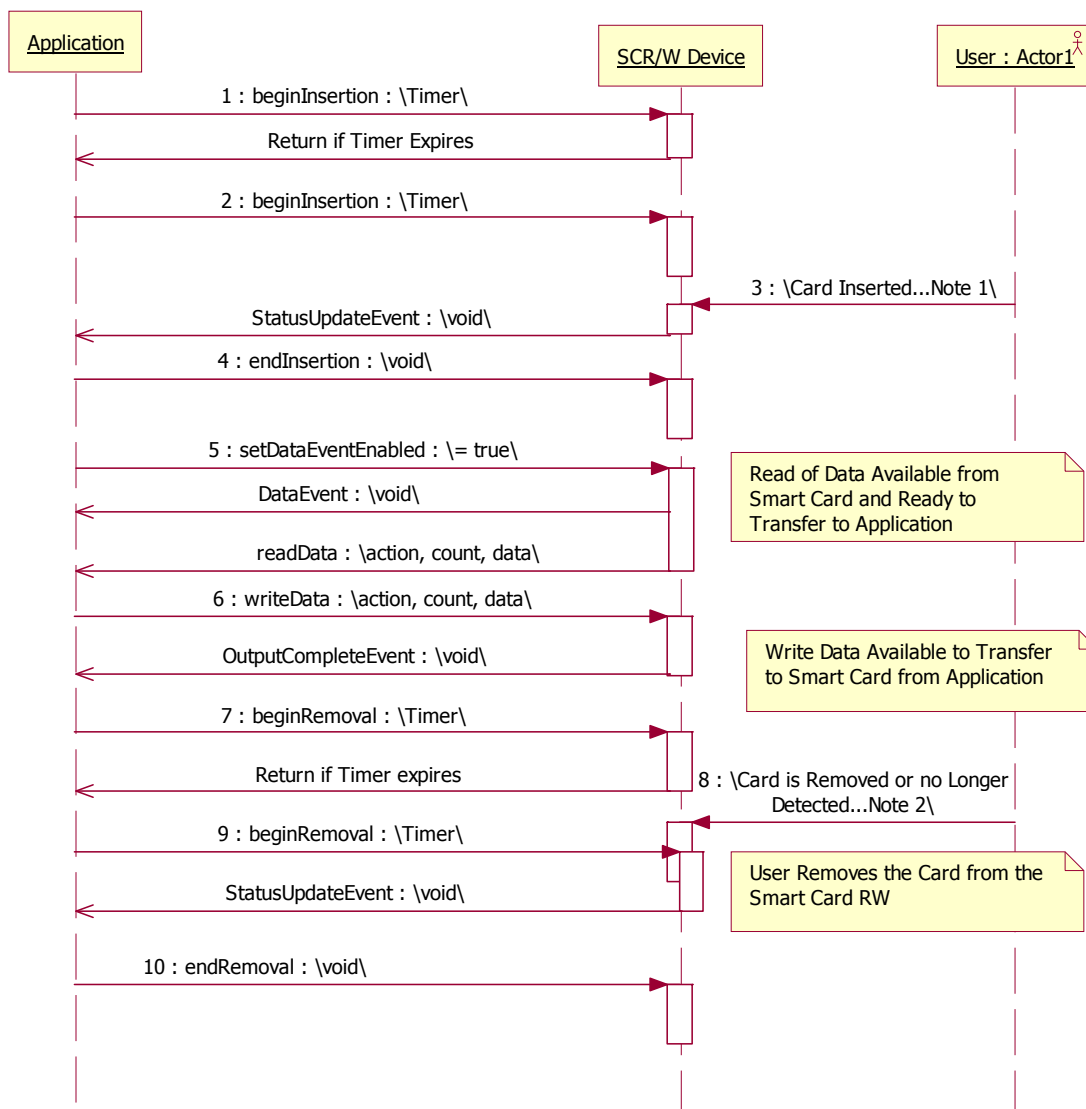 Application
SCR/W Device
User : Actor1
1 : beginInsertion : \Timer\
Return if Timer Expires
2 : beginInsertion : \Timer\
3 : \Card Inserted...Note 1\
StatusUpdateEvent : \void\
4 : endInsertion : \void\
5 : setDataEventEnabled : \= true\
Read of Data Available from
Smart Card and Ready to
Transfer to Application
DataEvent : \void\
readData : \action, count, data\
6 : writeData : \action, count, data\
Write Data Available to Transfer
to Smart Card from Application
OutputCompleteEvent : \void\
7 : beginRemoval : \Timer\
Return if Timer expires
8 : \Card is Removed or no Longer
Detected...Note 2\
9 : beginRemoval : \Timer\
User Removes the Card from the
Smart Card RW
StatusUpdateEvent : \void\
10 : endRemoval : \void\